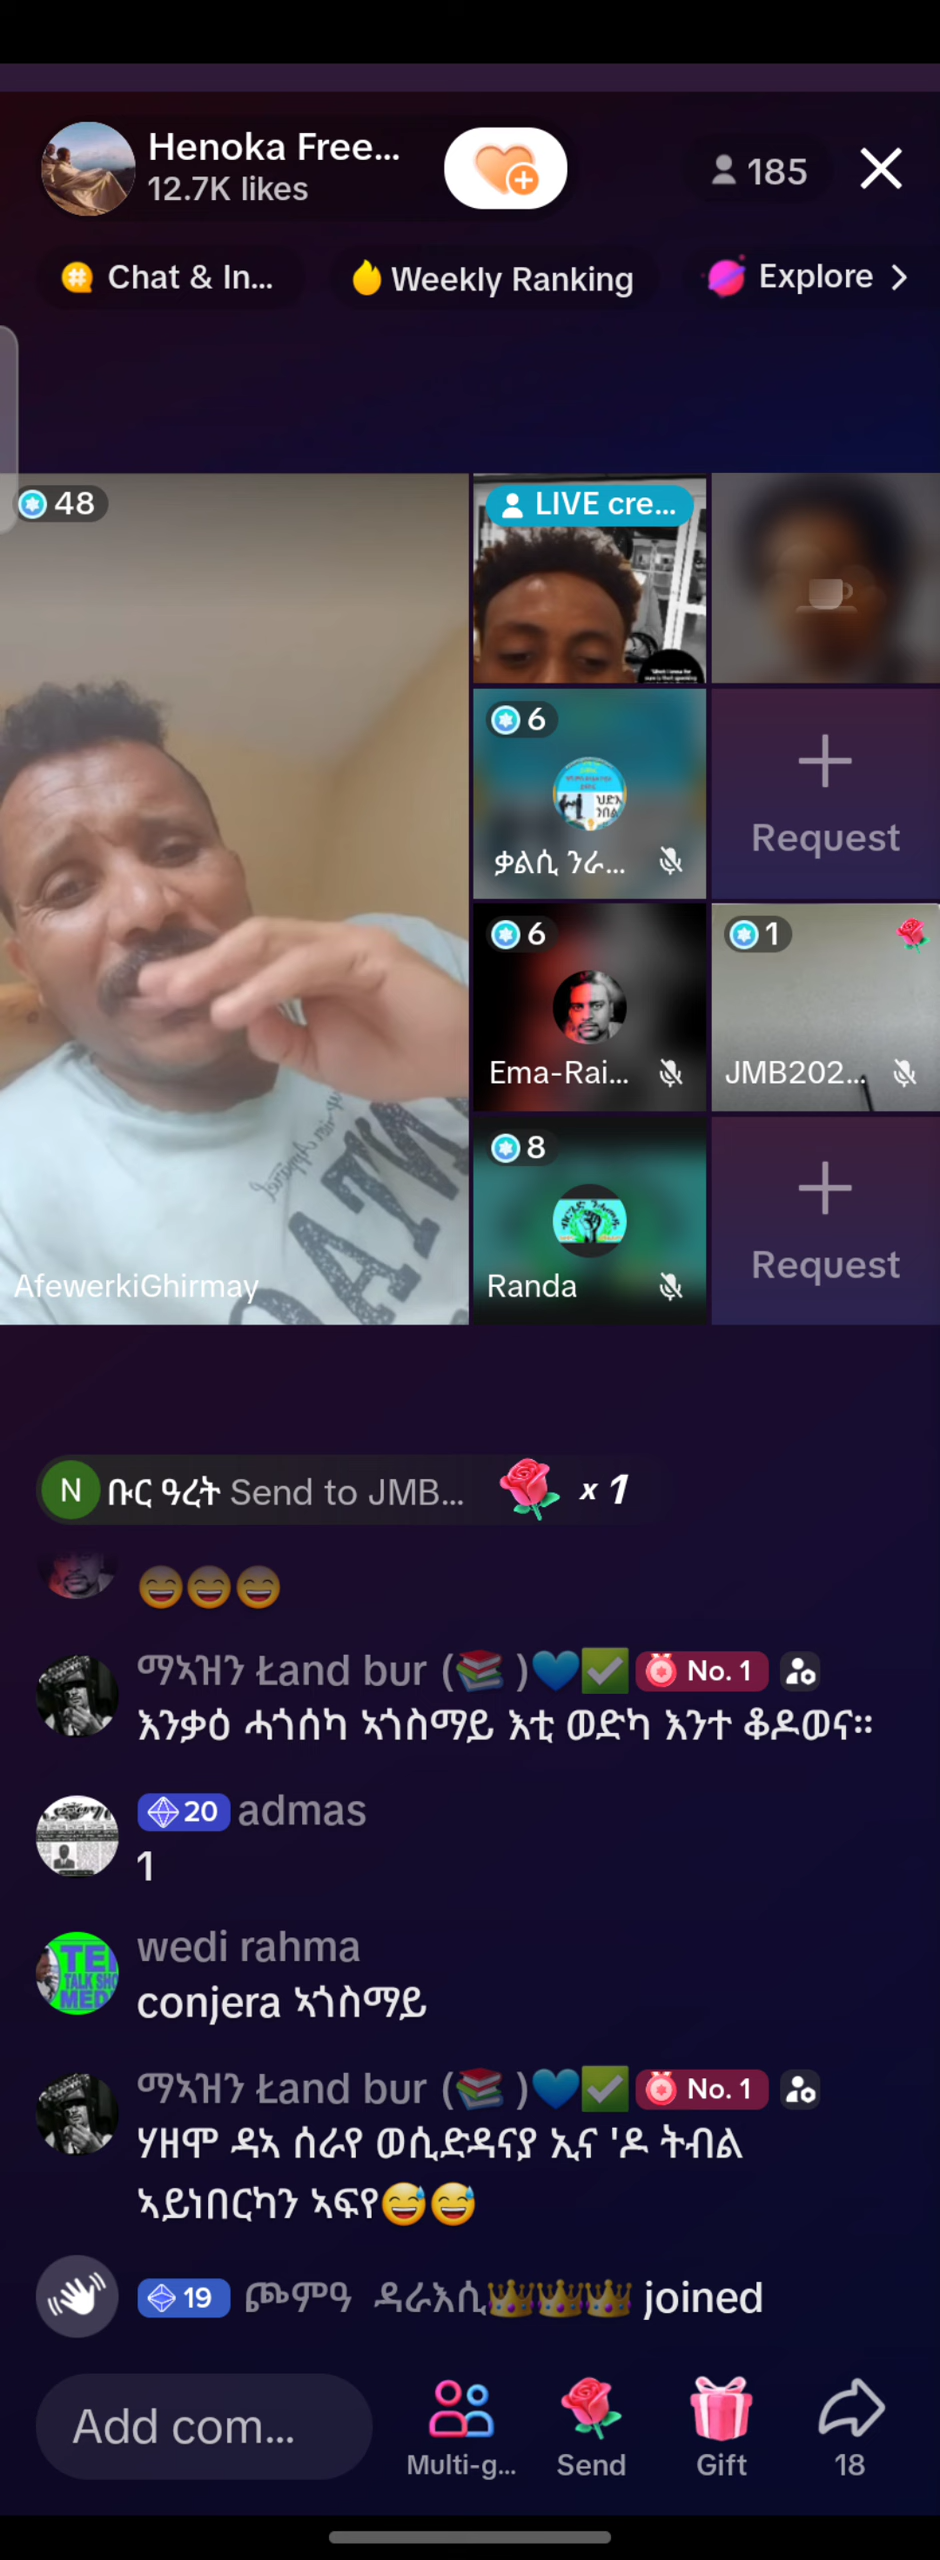 Henoka Free...
12.7K likes
185
Chat & In...
Weekly Ranking
Explore
48
LIVE cre...
6
ቃልሲ ንራ...
Request
6
Ema-Rai...
1
JMB202...
8
Randa
Request
AfewerkiGhirmay
N
ቡር ዓረት Send to JMB...
x 1
ማኣዝን Łand bur ( ) No. 1
እንቃዕ ሓጎሰካ ኣጎስማይ እቲ ወድካ እንተ ቆዶወና።
20 admas
1
wedi rahma
conjera ኣጎስማይ
ማኣዝን Łand bur ( ) No. 1
ሃዘሞ ዳኣ ሰራየ ወሲድዳናያ ኢና 'ዶ ትብል
ኣይነበርካን ኣፍየ
19 ጮምዓ ዳራእሲ joined
Add com...
Multi-g...
Send
Gift
18